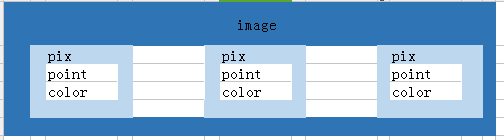 image
pix pix pix
point point point
color color color